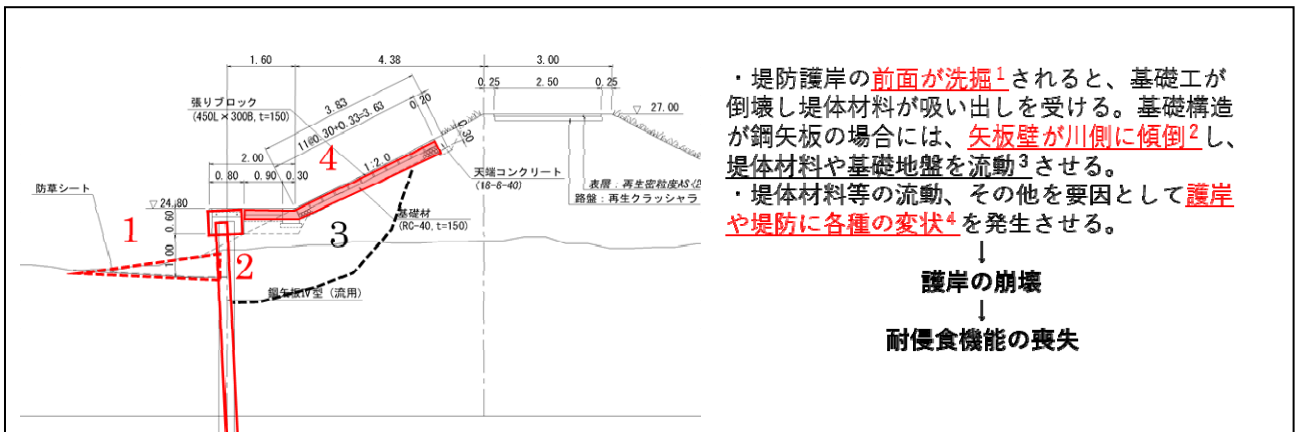 1.60
4.38
3.00
0.25
2.50
0.25
張りブロック
(450L×300B, t=150)
3.83
11@0.30+0.33=3.63
0.20
0.30
▽ 27.00
4
1:2.0
2.00
0.80
0.90
0.30
天端コンクリート
(18-8-40)
表層：再生密粒度AS(D
路盤：再生クラッシャラ
防草シート
▽24.80
0.60
1.00
基礎材
(RC-40, t=150)
1
2
3
鋼矢板Ⅳ型（流用）
・堤防護岸の前面が洗掘1されると、基礎工が
倒壊し堤体材料が吸い出しを受ける。基礎構造
が鋼矢板の場合には、矢板壁が川側に傾倒2し、
堤体材料や基礎地盤を流動3させる。
・堤体材料等の流動、その他を要因として護岸
や堤防に各種の変状4を発生させる。
↓
護岸の崩壊
↓
耐侵食機能の喪失